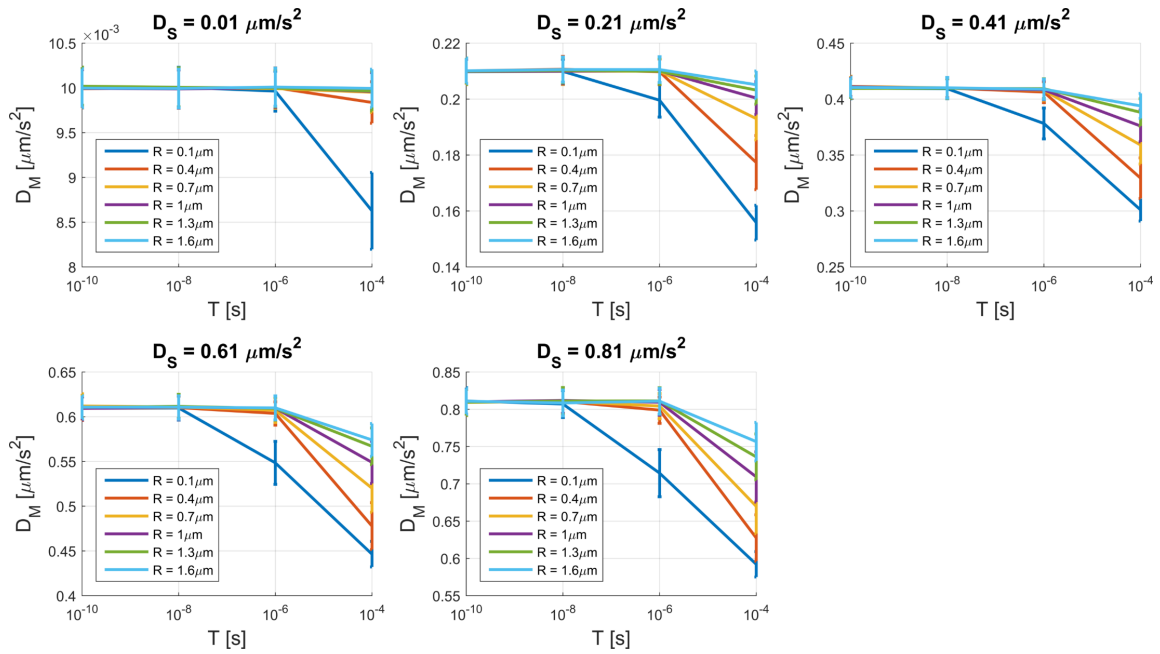 D_S = 0.01 μm/s²
×10⁻³
10.5
10
9.5
9
8.5
8
D_M [μm/s²]
R = 0.1μm
R = 0.4μm
R = 0.7μm
R = 1μm
R = 1.3μm
R = 1.6μm
10⁻¹⁰ 10⁻⁸ 10⁻⁶ 10⁻⁴
T [s]
D_S = 0.21 μm/s²
0.22
0.2
0.18
0.16
0.14
D_M [μm/s²]
R = 0.1μm
R = 0.4μm
R = 0.7μm
R = 1μm
R = 1.3μm
R = 1.6μm
10⁻¹⁰ 10⁻⁸ 10⁻⁶ 10⁻⁴
T [s]
D_S = 0.41 μm/s²
0.45
0.4
0.35
0.3
0.25
D_M [μm/s²]
R = 0.1μm
R = 0.4μm
R = 0.7μm
R = 1μm
R = 1.3μm
R = 1.6μm
10⁻¹⁰ 10⁻⁸ 10⁻⁶ 10⁻⁴
T [s]
D_S = 0.61 μm/s²
0.65
0.6
0.55
0.5
0.45
0.4
D_M [μm/s²]
R = 0.1μm
R = 0.4μm
R = 0.7μm
R = 1μm
R = 1.3μm
R = 1.6μm
10⁻¹⁰ 10⁻⁸ 10⁻⁶ 10⁻⁴
T [s]
D_S = 0.81 μm/s²
0.85
0.8
0.75
0.7
0.65
0.6
0.55
D_M [μm/s²]
R = 0.1μm
R = 0.4μm
R = 0.7μm
R = 1μm
R = 1.3μm
R = 1.6μm
10⁻¹⁰ 10⁻⁸ 10⁻⁶ 10⁻⁴
T [s]